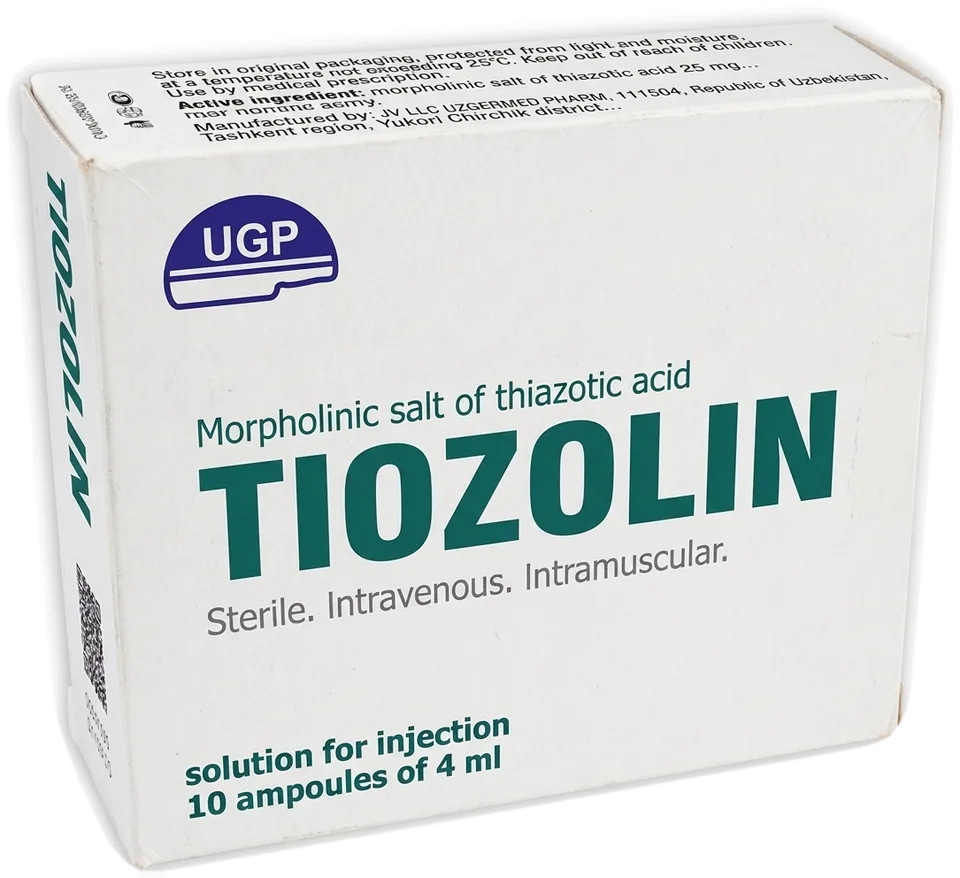 Store in original packaging, protected from light and moisture,
at a temperature not exceeding 25°C. Keep out of reach of children.
Use by medical prescription.
Active ingredient: morpholinic salt of thiazotic acid 25 mg...
Manufactured by: JV LLC UZGERMED PHARM, 111504, Republic of Uzbekistan,
Tashkent region, Yukori Chirchik district...
TIOZOLIN
UGP
Morpholinic salt of thiazotic acid
TIOZOLIN
Sterile. Intravenous. Intramuscular.
solution for injection
10 ampoules of 4 ml